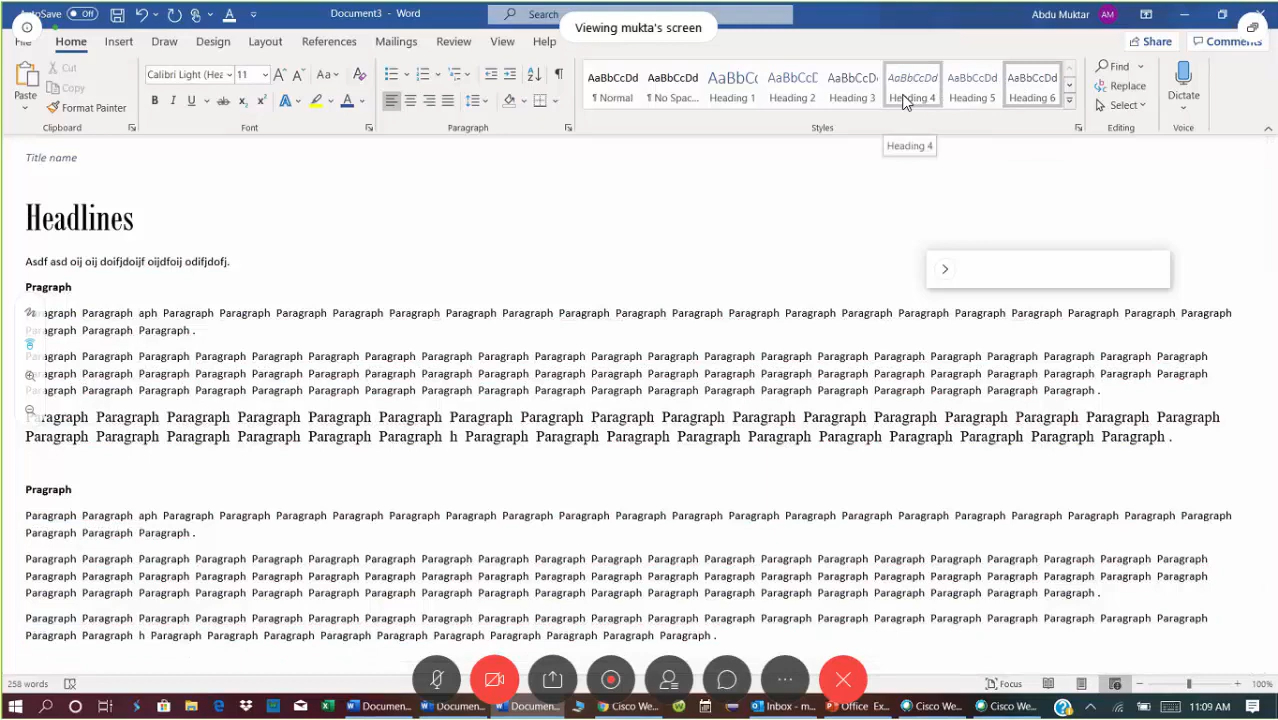 AutoSave Off Document3 - Word Search Abdu Muktar AM
Viewing mukta's screen
File Home Insert Draw Design Layout References Mailings Review View Help Share Comments
Paste Cut Copy Format Painter
Calibri Light (Hea 11 Aa
B I U ab x2 x2 A A
AaBbCcDd AaBbCcDd AaBbC( AaBbCcE AaBbCcD AaBbCcDd AaBbCcDd AaBbCcDd
¶ Normal ¶ No Spac... Heading 1 Heading 2 Heading 3 Heading 4 Heading 5 Heading 6
Find Replace Select Dictate
Clipboard Font Paragraph Styles Editing Voice
Heading 4
Title name
Headlines
Asdf asd oij oij doifjdoijf oijdfoij odifjdofj.
Pragraph
Paragraph Paragraph aph Paragraph Paragraph Paragraph Paragraph Paragraph Paragraph Paragraph Paragraph Paragraph Paragraph Paragraph Paragraph Paragraph Paragraph Paragraph Paragraph Paragraph Paragraph Paragraph
Paragraph Paragraph Paragraph .
Paragraph Paragraph Paragraph Paragraph Paragraph Paragraph Paragraph Paragraph Paragraph Paragraph Paragraph Paragraph Paragraph Paragraph Paragraph Paragraph Paragraph Paragraph Paragraph Paragraph Paragraph
Paragraph Paragraph Paragraph Paragraph Paragraph Paragraph Paragraph Paragraph Paragraph Paragraph Paragraph Paragraph Paragraph Paragraph Paragraph Paragraph Paragraph Paragraph Paragraph Paragraph Paragraph
Paragraph Paragraph Paragraph Paragraph Paragraph Paragraph Paragraph Paragraph Paragraph Paragraph Paragraph Paragraph Paragraph Paragraph Paragraph Paragraph Paragraph Paragraph Paragraph .
Paragraph Paragraph Paragraph Paragraph Paragraph Paragraph Paragraph Paragraph Paragraph Paragraph Paragraph Paragraph Paragraph Paragraph Paragraph Paragraph Paragraph
Paragraph Paragraph Paragraph Paragraph Paragraph Paragraph h Paragraph Paragraph Paragraph Paragraph Paragraph Paragraph Paragraph Paragraph Paragraph Paragraph .
Pragraph
Paragraph Paragraph aph Paragraph Paragraph Paragraph Paragraph Paragraph Paragraph Paragraph Paragraph Paragraph Paragraph Paragraph Paragraph Paragraph Paragraph Paragraph Paragraph Paragraph Paragraph Paragraph
Paragraph Paragraph Paragraph .
Paragraph Paragraph Paragraph Paragraph Paragraph Paragraph Paragraph Paragraph Paragraph Paragraph Paragraph Paragraph Paragraph Paragraph Paragraph Paragraph Paragraph Paragraph Paragraph Paragraph Paragraph
Paragraph Paragraph Paragraph Paragraph Paragraph Paragraph Paragraph Paragraph Paragraph Paragraph Paragraph Paragraph Paragraph Paragraph Paragraph Paragraph Paragraph Paragraph Paragraph Paragraph Paragraph
Paragraph Paragraph Paragraph Paragraph Paragraph Paragraph Paragraph Paragraph Paragraph Paragraph Paragraph Paragraph Paragraph Paragraph Paragraph Paragraph Paragraph Paragraph Paragraph .
Paragraph Paragraph Paragraph Paragraph Paragraph Paragraph Paragraph Paragraph Paragraph Paragraph Paragraph Paragraph Paragraph Paragraph Paragraph Paragraph Paragraph Paragraph Paragraph Paragraph Paragraph
Paragraph Paragraph h Paragraph Paragraph Paragraph Paragraph Paragraph Paragraph Paragraph Paragraph Paragraph Paragraph .
258 words Focus 100%
Documen... Documen... Documen... Cisco We... Inbox - m... Office Ex... Cisco We... Cisco We... 11:09 AM